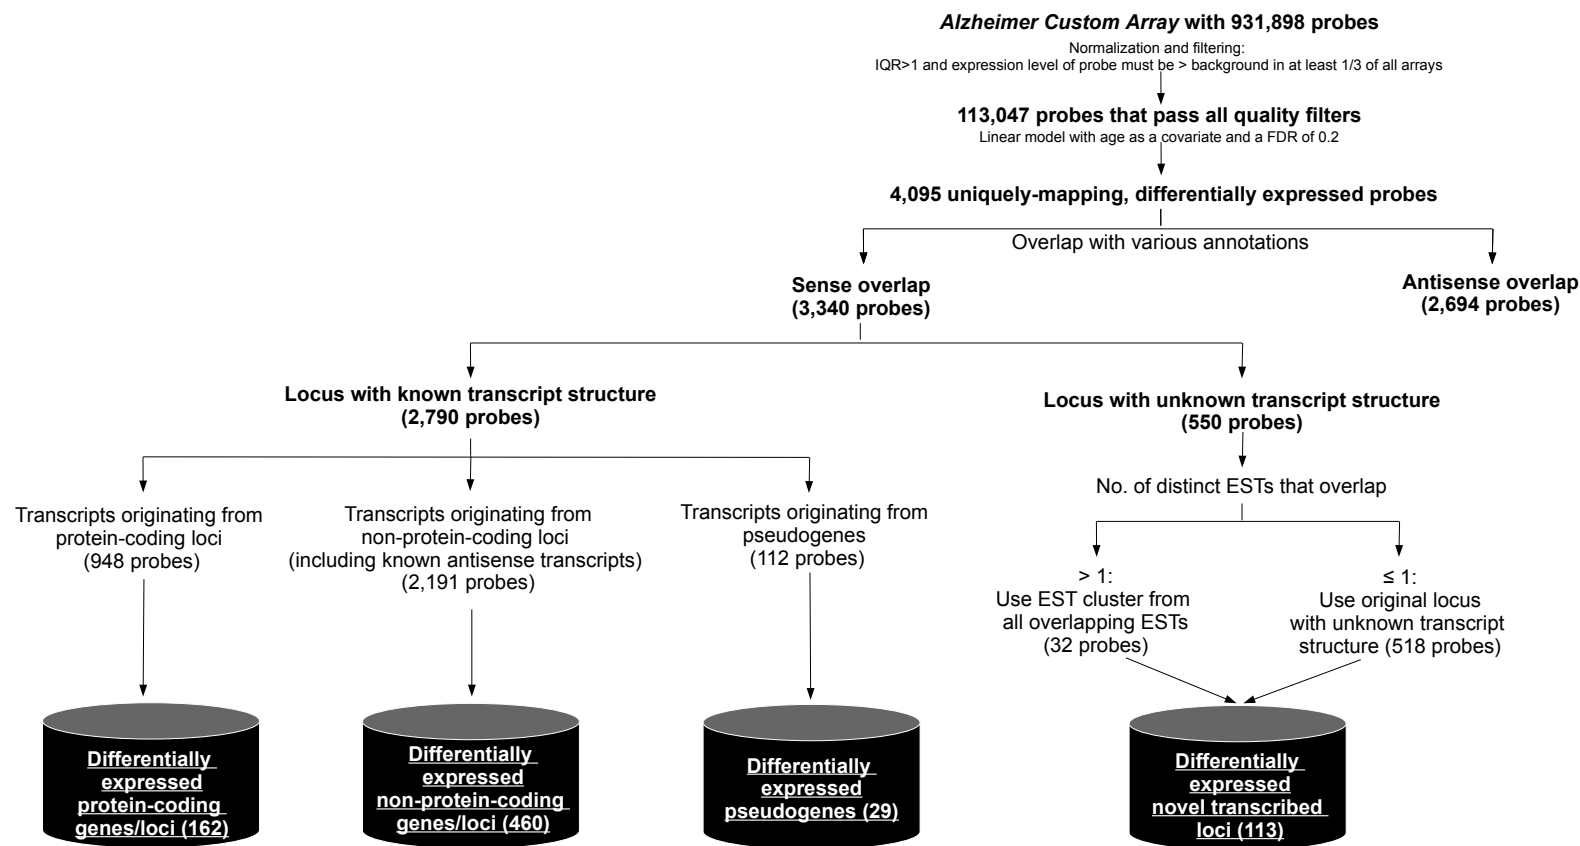 Alzheimer Custom Array with 931,898 probes
Normalization and filtering:
IQR>1 and expression level of probe must be > background in at least 1/3 of all arrays
113,047 probes that pass all quality filters
Linear model with age as a covariate and a FDR of 0.2
4,095 uniquely-mapping, differentially expressed probes
Overlap with various annotations
Sense overlap
(3,340 probes)
Antisense overlap
(2,694 probes)
Locus with known transcript structure
(2,790 probes)
Locus with unknown transcript structure
(550 probes)
No. of distinct ESTs that overlap
Transcripts originating from
protein-coding loci
(948 probes)
Transcripts originating from
non-protein-coding loci
(including known antisense transcripts)
(2,191 probes)
Transcripts originating from
pseudogenes
(112 probes)
> 1:
Use EST cluster from
all overlapping ESTs
(32 probes)
≤ 1:
Use original locus
with unknown transcript
structure (518 probes)
Differentially
expressed
protein-coding
genes/loci (162)
Differentially
expressed
non-protein-coding
genes/loci (460)
Differentially
expressed
pseudogenes (29)
Differentially
expressed
novel transcribed
loci (113)